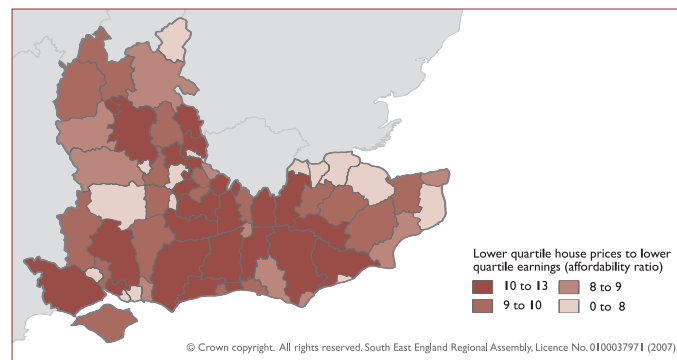 Lower quartile house prices to lower
quartile earnings (affordability ratio)
10 to 13
8 to 9
9 to 10
0 to 8
© Crown copyright. All rights reserved. South East England Regional Assembly, Licence No. 0100037971 (2007).